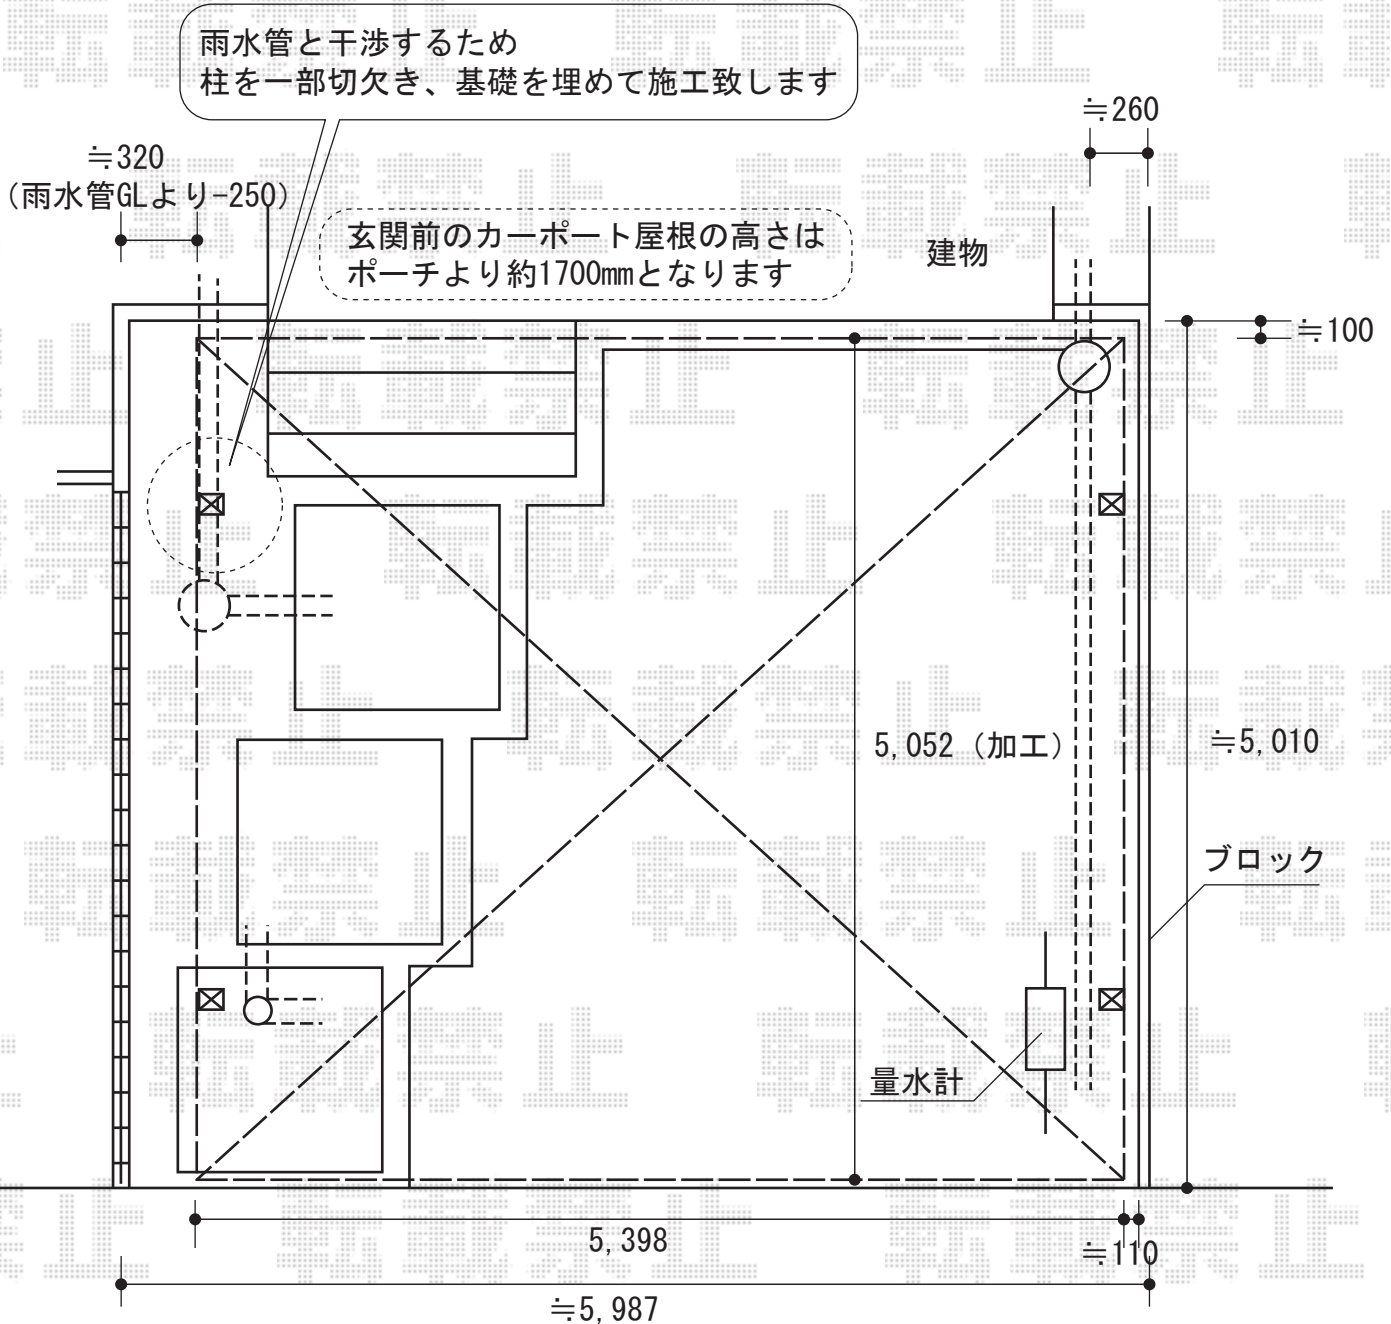 雨水管と干渉するため
柱を一部切欠き、基礎を埋めて施工致します
≒260
≒320
（雨水管GLより-250）
玄関前のカーポート屋根の高さは
ポーチより約1700mmとなります
建物
≒100
5,052（加工）
≒5,010
ブロック
量水計
5,398
≒110
≒5,987
転載禁止